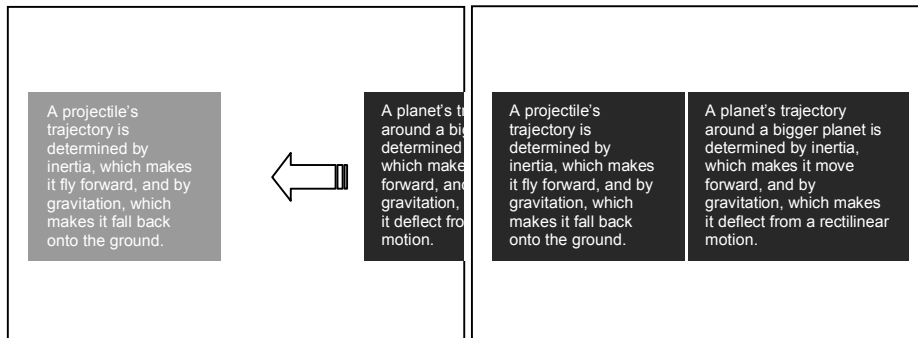 A projectile's
trajectory is
determined by
inertia, which makes
it fly forward, and by
gravitation, which
makes it fall back
onto the ground.
A planet's tr
around a big
determined
which make
forward, an
gravitation,
it deflect fro
motion.
A projectile's
trajectory is
determined by
inertia, which makes
it fly forward, and by
gravitation, which
makes it fall back
onto the ground.
A planet's trajectory
around a bigger planet is
determined by inertia,
which makes it move
forward, and by
gravitation, which makes
it deflect from a rectilinear
motion.